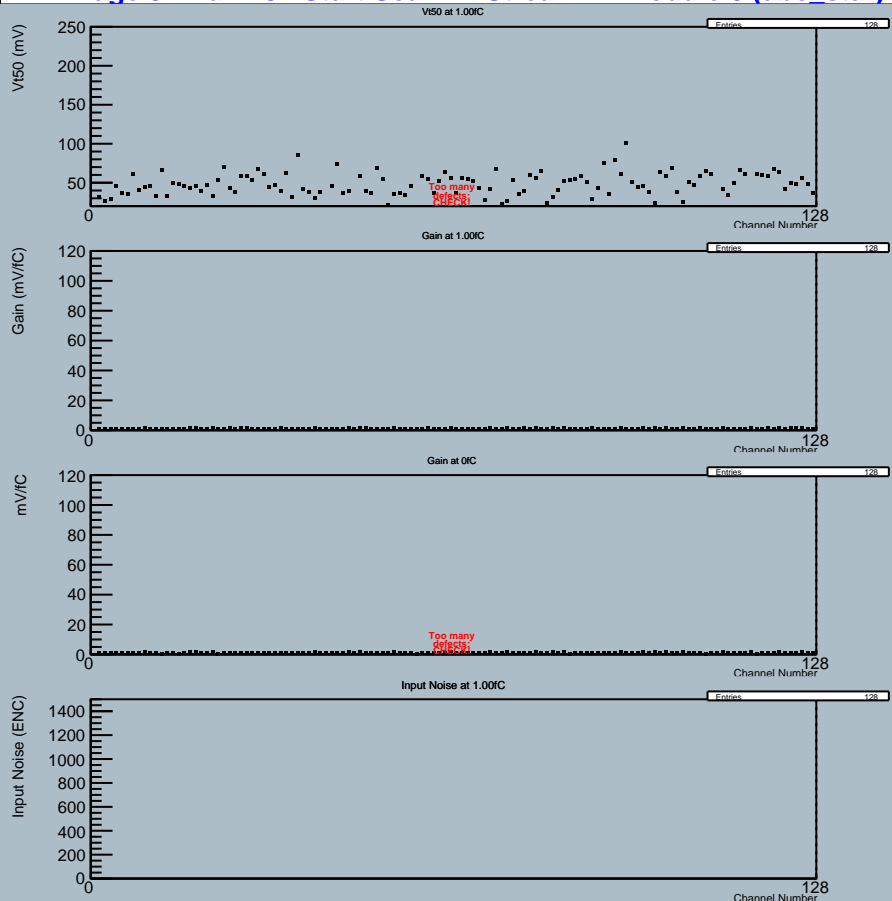 Vt50 at 1.00fC
Entries 128
Vt50 (mV)
250
200
150
100
50
Too many
defects:
CHECK!
0 128
Channel Number
Gain at 1.00fC
Entries 128
Gain (mV/fC)
120
100
80
60
40
20
0
0 128
Channel Number
Gain at 0fC
Entries 128
mV/fC
120
100
80
60
40
20
Too many
defects:
CHECK!
0
0 128
Channel Number
Input Noise at 1.00fC
Entries 128
Input Noise (ENC)
1400
1200
1000
800
600
400
200
0
0 128
Channel Number